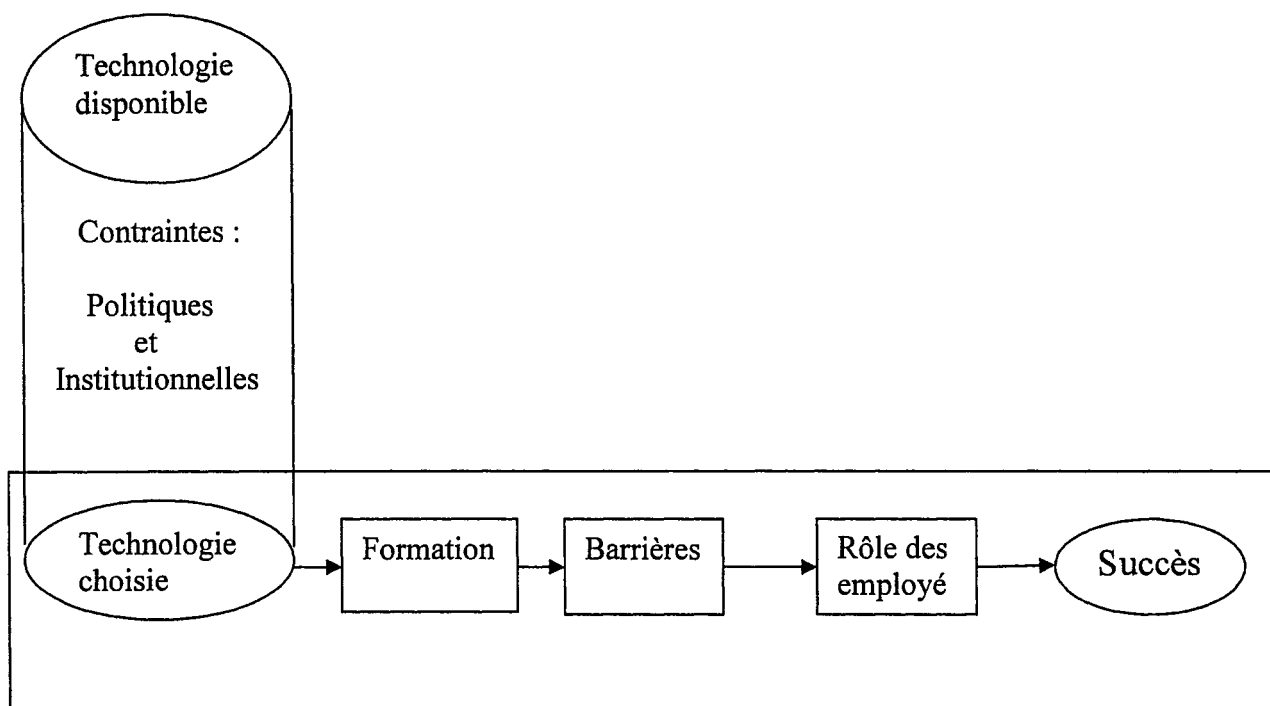 Technologie
disponible
Contraintes :
Politiques
et
Institutionnelles
Technologie
choisie
Formation
Barrières
Rôle des
employé
Succès